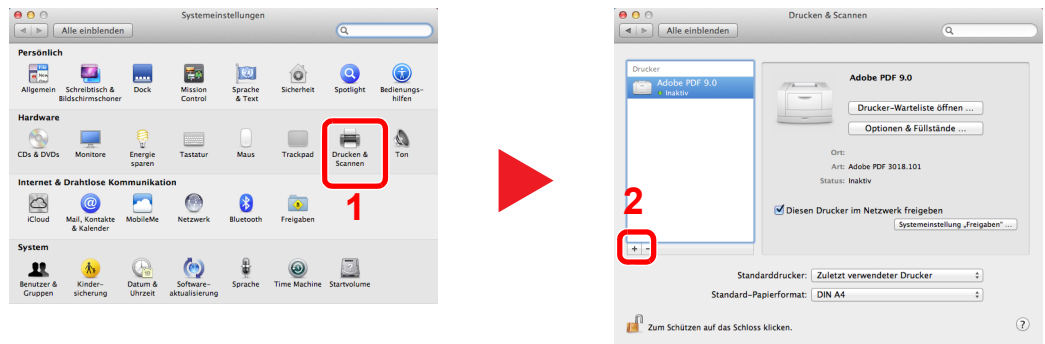 Systemeinstellungen
Alle einblenden
Persönlich
Allgemein
Schreibtisch &
Bildschirmschoner
Dock
Mission
Control
Sprache
& Text
Sicherheit
Spotlight
Bedienungs-
hilfen
Hardware
CDs & DVDs
Monitore
Energie
sparen
Tastatur
Maus
Trackpad
Drucken &
Scannen
Ton
1
Internet & Drahtlose Kommunikation
iCloud
Mail, Kontakte
& Kalender
MobileMe
Netzwerk
Bluetooth
Freigaben
System
Benutzer &
Gruppen
Kinder-
sicherung
Datum &
Uhrzeit
Software-
aktualisierung
Sprache
Time Machine
Startvolume
Drucken & Scannen
Alle einblenden
Drucker
Adobe PDF 9.0
Inaktiv
2
+ −
Adobe PDF 9.0
Drucker-Warteliste öffnen ...
Optionen & Füllstände ...
Ort:
Art: Adobe PDF 3018.101
Status: Inaktiv
Diesen Drucker im Netzwerk freigeben
Systemeinstellung „Freigaben“ ...
Standarddrucker: Zuletzt verwendeter Drucker
Standard-Papierformat: DIN A4
Zum Schützen auf das Schloss klicken.
?